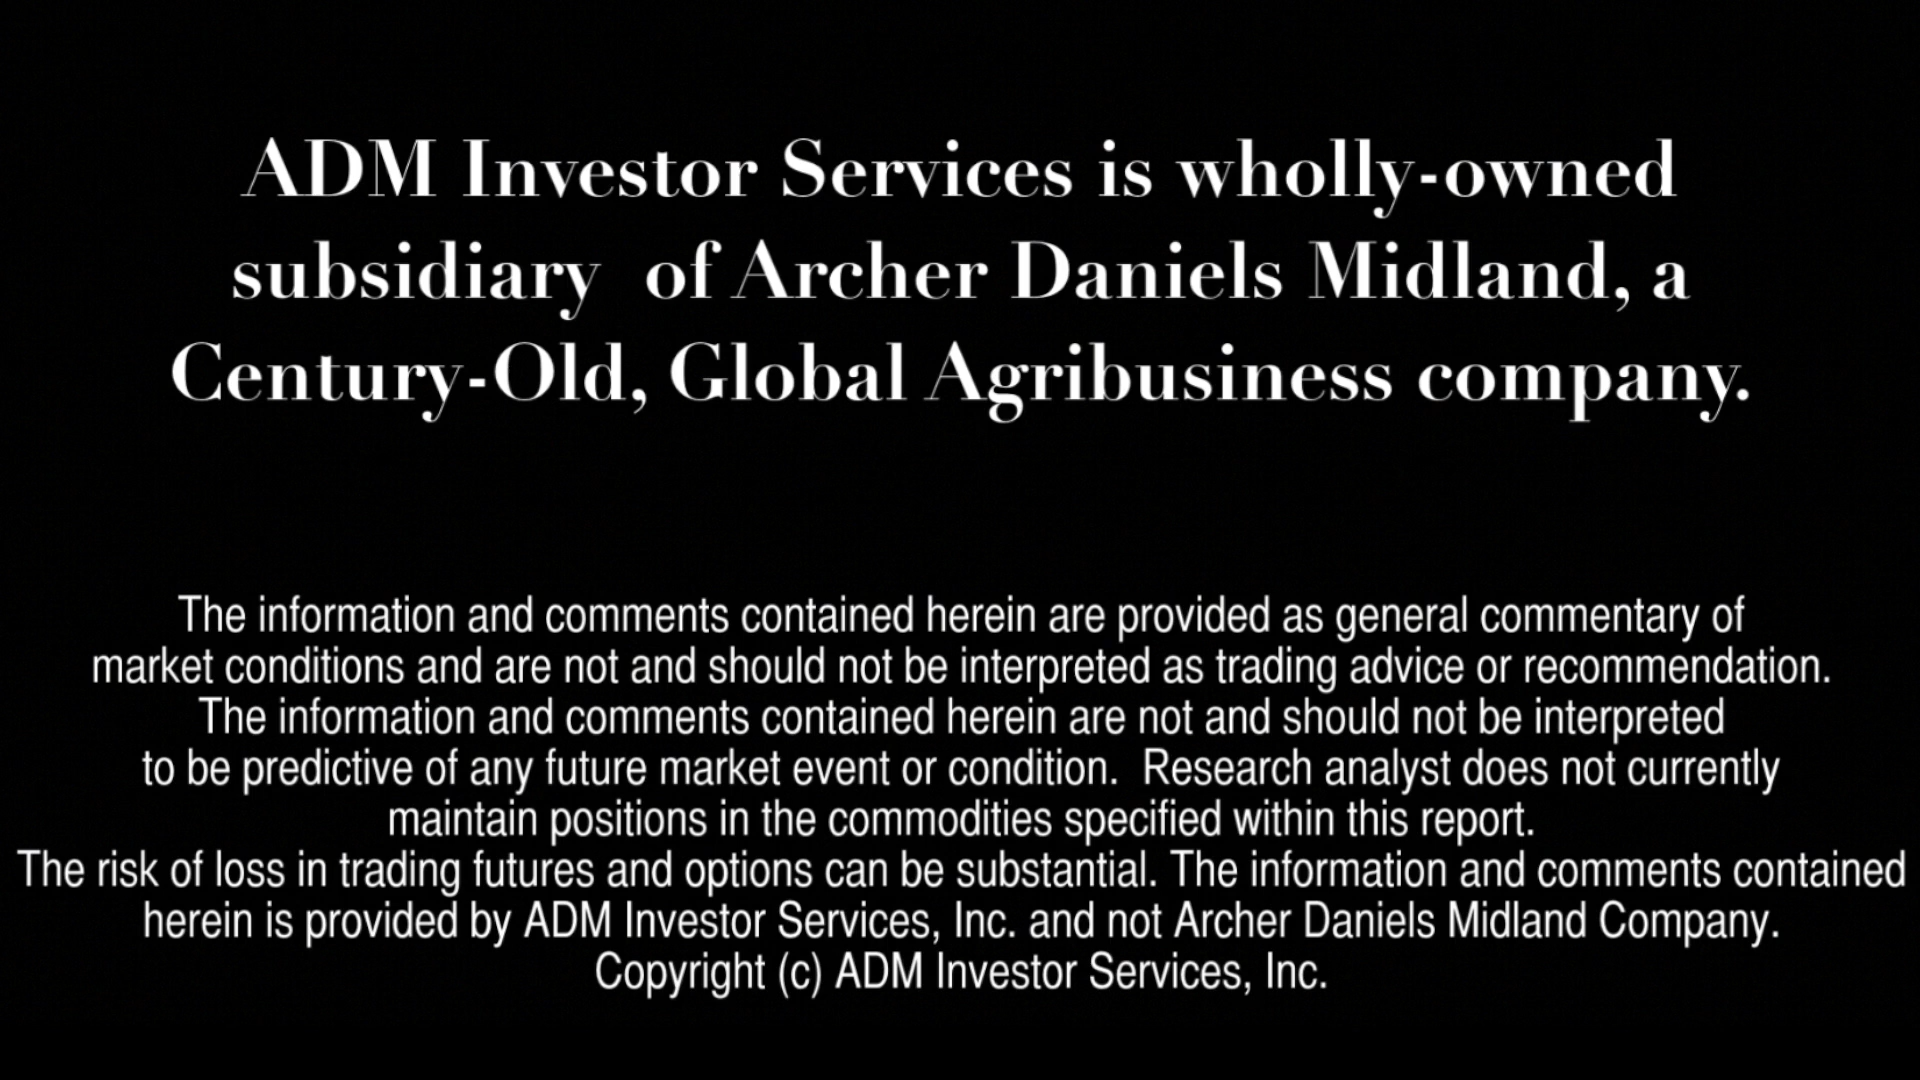 ADM Investor Services is wholly-owned
subsidiary  of Archer Daniels Midland, a
Century-Old, Global Agribusiness company.
The information and comments contained herein are provided as general commentary of
market conditions and are not and should not be interpreted as trading advice or recommendation.
The information and comments contained herein are not and should not be interpreted
to be predictive of any future market event or condition.  Research analyst does not currently
maintain positions in the commodities specified within this report.
The risk of loss in trading futures and options can be substantial. The information and comments contained
herein is provided by ADM Investor Services, Inc. and not Archer Daniels Midland Company.
Copyright (c) ADM Investor Services, Inc.